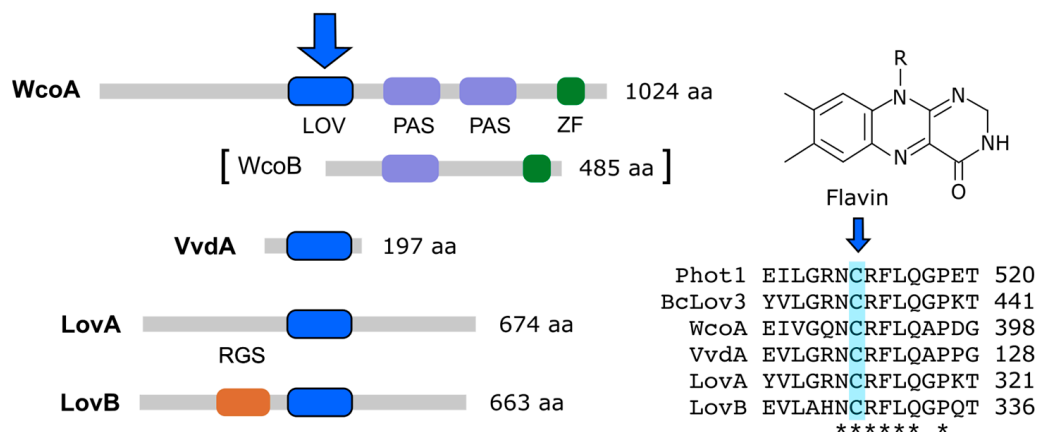 WcoA 1024 aa
LOV PAS PAS ZF
[ WcoB 485 aa ]
VvdA 197 aa
LovA 674 aa
RGS
LovB 663 aa
R
N N
NH
N
O
Flavin
Phot1 EILGRNCRFLQGPET 520
BcLov3 YVLGRNCRFLQGPKT 441
WcoA EIVGQNCRFLQAPDG 398
VvdA EVLGRNCRFLQAPPG 128
LovA YVLGRNCRFLQGPKT 321
LovB EVLAHNCRFLQGPQT 336
****** *